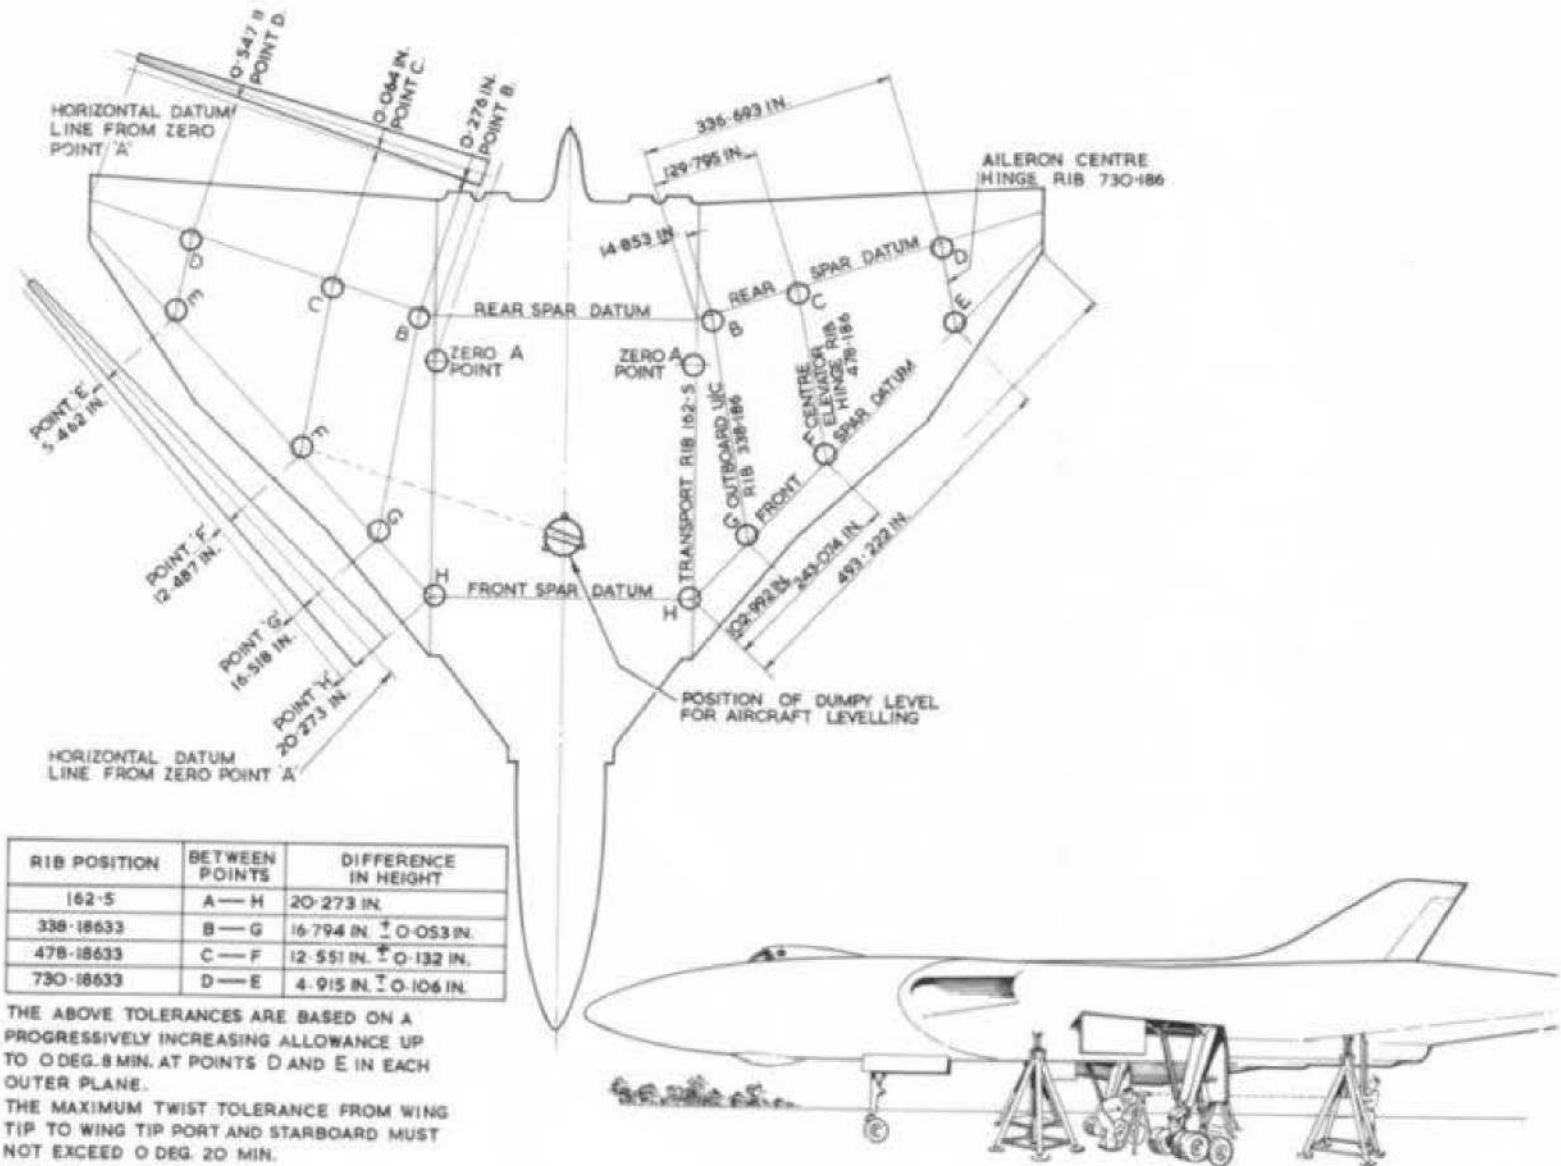 0·547 II
POINT D.
0·064 IN.
POINT C.
0·276 IN.
POINT B.
HORIZONTAL DATUM
LINE FROM ZERO
POINT 'A'
336·693 IN.
129·795 IN.
14·853 IN
AILERON CENTRE
HINGE RIB 730·186
D
E
C
B
REAR SPAR DATUM
B
REAR SPAR DATUM
C
D
E
ZERO A
POINT
ZERO A
POINT
TRANSPORT RIB 162·5
OUTBOARD U/C
RIB 338·186
F CENTRE
ELEVATOR
HINGE RIB
478·186
FRONT SPAR DATUM
G
F
G
H
FRONT SPAR DATUM
H
POINT 'E'
5·462 IN.
POINT 'F'
12·487 IN.
POINT 'G'
16·518 IN.
POINT 'H'
20·273 IN.
102·992 IN.
243·074 IN.
493·222 IN
HORIZONTAL DATUM
LINE FROM ZERO POINT 'A'
POSITION OF DUMPY LEVEL
FOR AIRCRAFT LEVELLING
RIB POSITION BETWEEN POINTS DIFFERENCE IN HEIGHT
162·5 A — H 20·273 IN.
338·18633 B — G 16·794 IN. ± 0·053 IN.
478·18633 C — F 12·551 IN. ± 0·132 IN.
730·18633 D — E 4·915 IN. ± 0·106 IN.
THE ABOVE TOLERANCES ARE BASED ON A
PROGRESSIVELY INCREASING ALLOWANCE UP
TO 0 DEG. 8 MIN. AT POINTS D AND E IN EACH
OUTER PLANE.
THE MAXIMUM TWIST TOLERANCE FROM WING
TIP TO WING TIP PORT AND STARBOARD MUST
NOT EXCEED 0 DEG. 20 MIN.